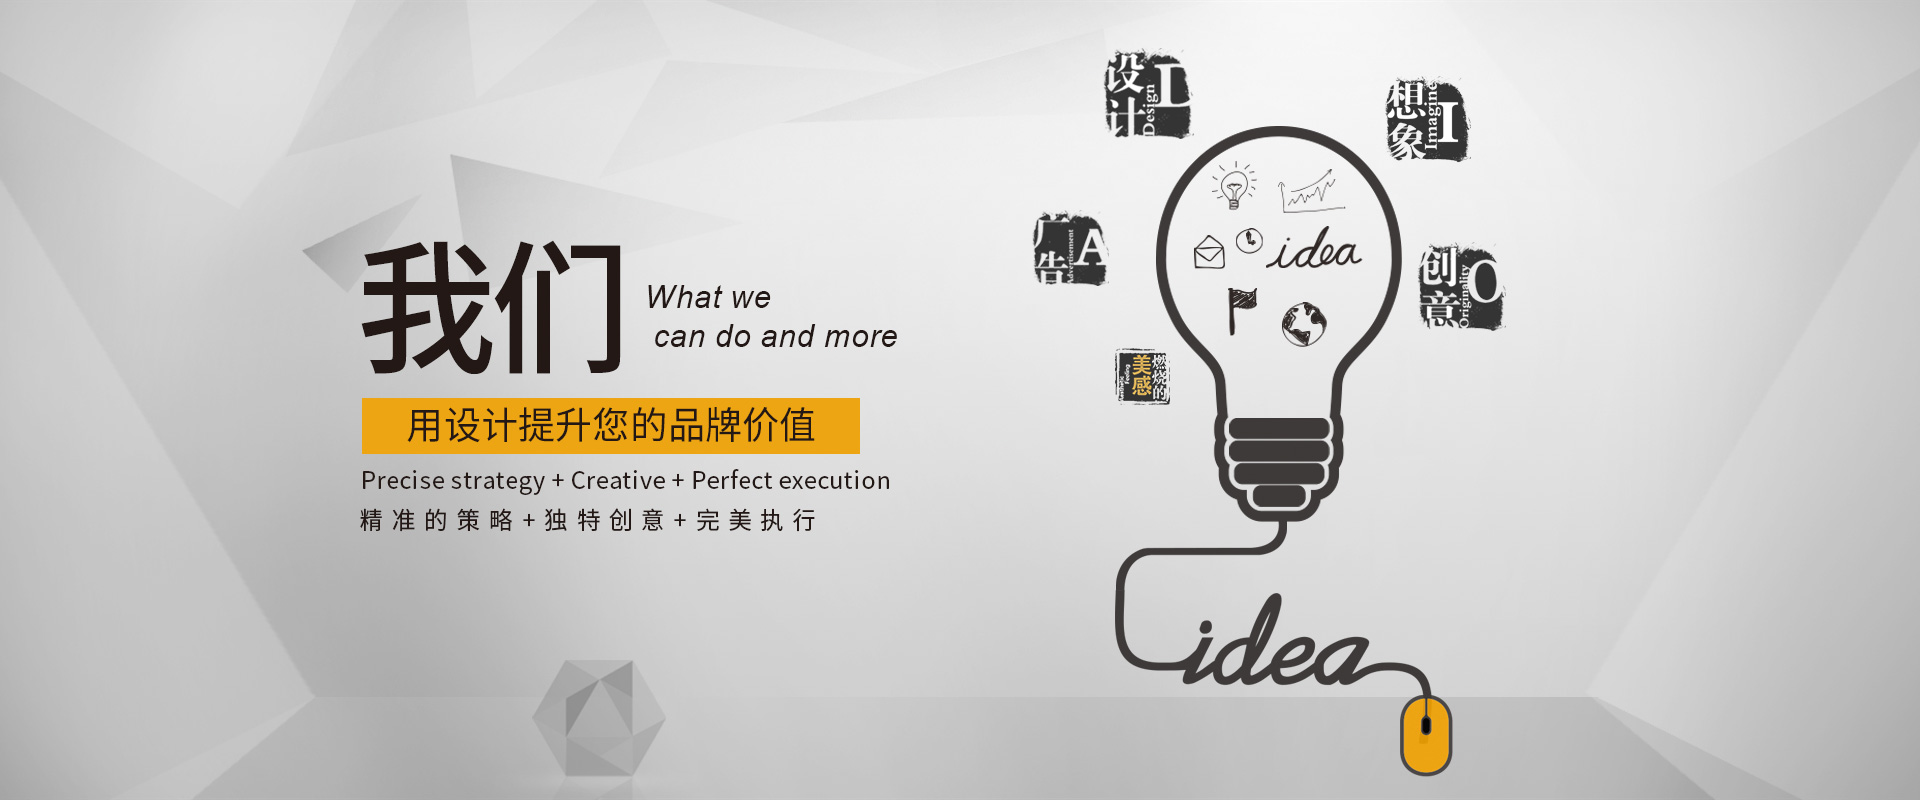 我们
What we
can do and more
用设计提升您的品牌价值
Precise strategy + Creative + Perfect execution
精准的策略+独特创意+完美执行
设计
Design
D
想象
Imagine
I
广告
Advertisement
A
创意
Originality
O
燃烧的
美感
idea
idea